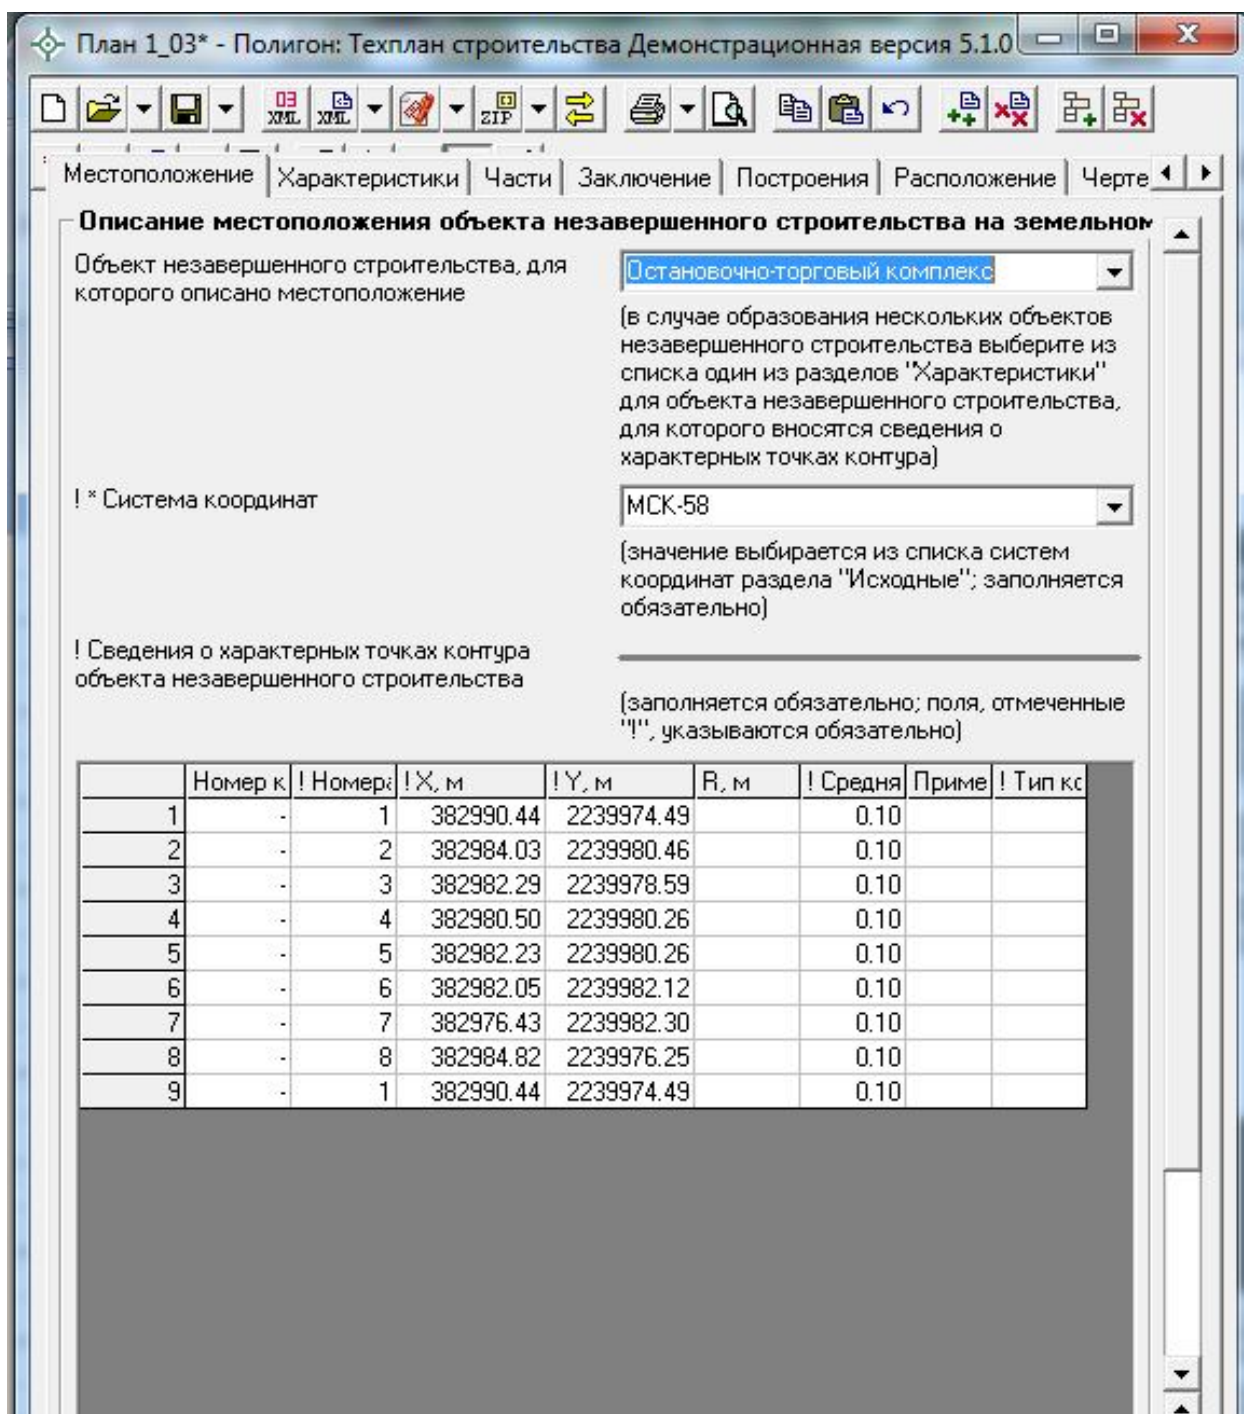 План 1_03* - Полигон: Техплан строительства Демонстрационная версия 5.1.0
03 XML XML ZIP
Местоположение Характеристики Части Заключение Построения Расположение Черте
Описание местоположения объекта незавершенного строительства на земельном
Объект незавершенного строительства, для
которого описано местоположение
Остановочно-торговый комплекс
(в случае образования нескольких объектов
незавершенного строительства выберите из
списка один из разделов "Характеристики"
для объекта незавершенного строительства,
для которого вносятся сведения о
характерных точках контура)
! * Система координат
МСК-58
(значение выбирается из списка систем
координат раздела "Исходные"; заполняется
обязательно)
! Сведения о характерных точках контура
объекта незавершенного строительства
(заполняется обязательно; поля, отмеченные
"!", указываются обязательно)
Номер к ! Номера ! X, м ! Y, м R, м ! Средня Приме ! Тип кс
1 - 1 382990.44 2239974.49 0.10
2 - 2 382984.03 2239980.46 0.10
3 - 3 382982.29 2239978.59 0.10
4 - 4 382980.50 2239980.26 0.10
5 - 5 382982.23 2239980.26 0.10
6 - 6 382982.05 2239982.12 0.10
7 - 7 382976.43 2239982.30 0.10
8 - 8 382984.82 2239976.25 0.10
9 - 1 382990.44 2239974.49 0.10